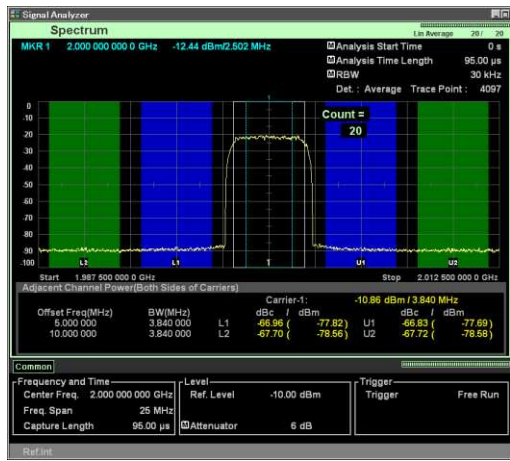 Signal Analyzer
Spectrum
Lin Average 20 / 20
MKR 1 2.000 000 000 0 GHz -12.44 dBm/2.502 MHz
M Analysis Start Time 0 s
M Analysis Time Length 95.00 µs
M RBW 30 kHz
Det. : Average Trace Point : 4097
Count =
20
0
-10
-20
-30
-40
-50
-60
-70
-80
-90
-100
L2
L1
T
U1
U2
1
Start 1.987 500 000 0 GHz Stop 2.012 500 000 0 GHz
Adjacent Channel Power(Both Sides of Carriers)
Carrier-1: -10.86 dBm / 3.840 MHz
Offset Freq(MHz) BW(MHz) dBc / dBm dBc / dBm
5.000 000 3.840 000 L1 -66.96 ( -77.82) U1 -66.83 ( -77.69)
10.000 000 3.840 000 L2 -67.70 ( -78.56) U2 -67.72 ( -78.58)
Common
Frequency and Time
Center Freq. 2.000 000 000 GHz
Freq. Span 25 MHz
Capture Length 95.00 µs
Level
Ref. Level -10.00 dBm
M Attenuator 6 dB
Trigger
Trigger Free Run
Ref.Int